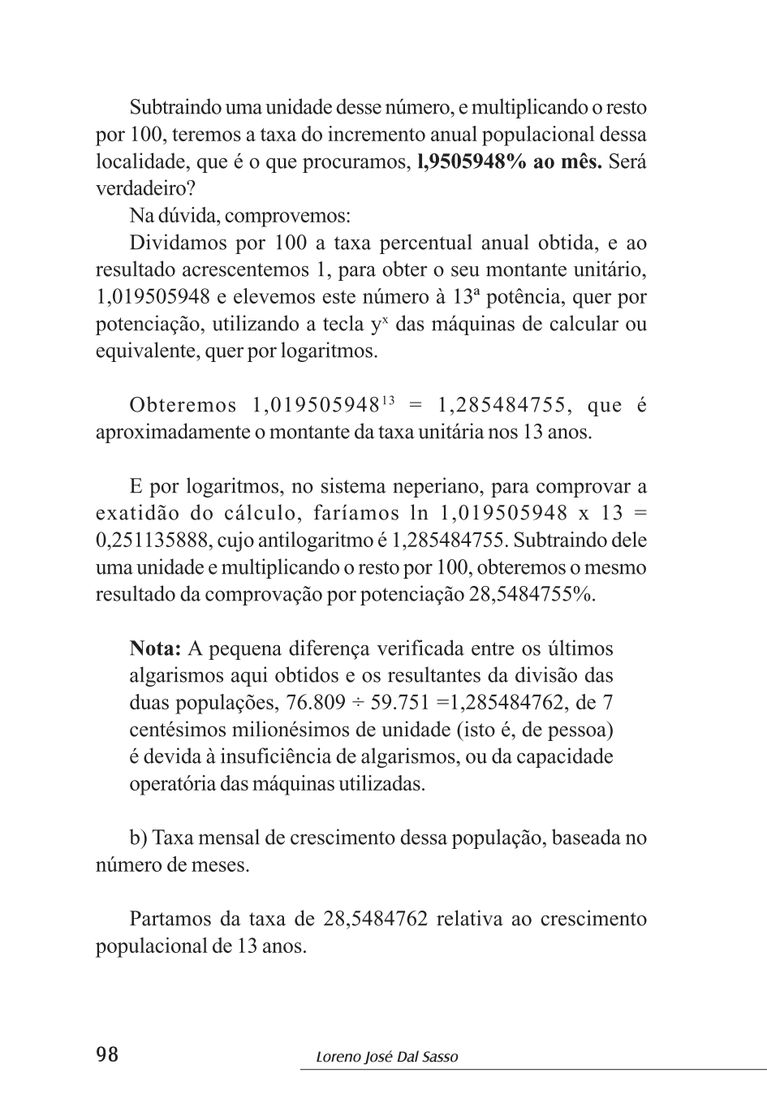 Subtraindo uma unidade desse número, e multiplicando o resto
por 100, teremos a taxa do incremento anual populacional dessa
localidade, que é o que procuramos, l,9505948% ao mês. Será
verdadeiro?
Na dúvida, comprovemos:
Dividamos por 100 a taxa percentual anual obtida, e ao
resultado acrescentemos 1, para obter o seu montante unitário,
1,019505948 e elevemos este número à 13ª potência, quer por
potenciação, utilizando a tecla yˣ das máquinas de calcular ou
equivalente, quer por logaritmos.
Obteremos 1,019505948¹³ = 1,285484755, que é
aproximadamente o montante da taxa unitária nos 13 anos.
E por logaritmos, no sistema neperiano, para comprovar a
exatidão do cálculo, faríamos ln 1,019505948 x 13 =
0,251135888, cujo antilogaritmo é 1,285484755. Subtraindo dele
uma unidade e multiplicando o resto por 100, obteremos o mesmo
resultado da comprovação por potenciação 28,5484755%.
Nota: A pequena diferença verificada entre os últimos
algarismos aqui obtidos e os resultantes da divisão das
duas populações, 76.809 ÷ 59.751 =1,285484762, de 7
centésimos milionésimos de unidade (isto é, de pessoa)
é devida à insuficiência de algarismos, ou da capacidade
operatória das máquinas utilizadas.
b) Taxa mensal de crescimento dessa população, baseada no
número de meses.
Partamos da taxa de 28,5484762 relativa ao crescimento
populacional de 13 anos.
98 Loreno José Dal Sasso